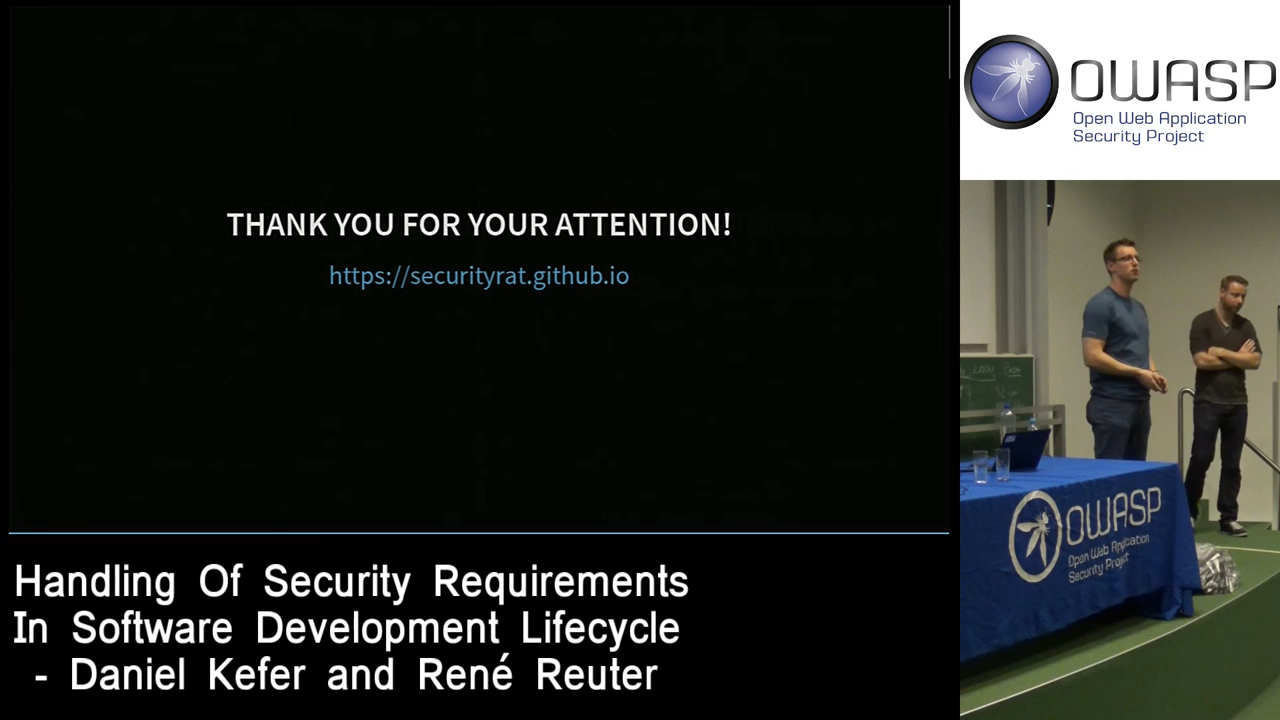 THANK YOU FOR YOUR ATTENTION!
https://securityrat.github.io
Handling Of Security Requirements
In Software Development Lifecycle
- Daniel Kefer and René Reuter
OWASP
Open Web Application
Security Project
OWASP
Open Web Application
Security Project